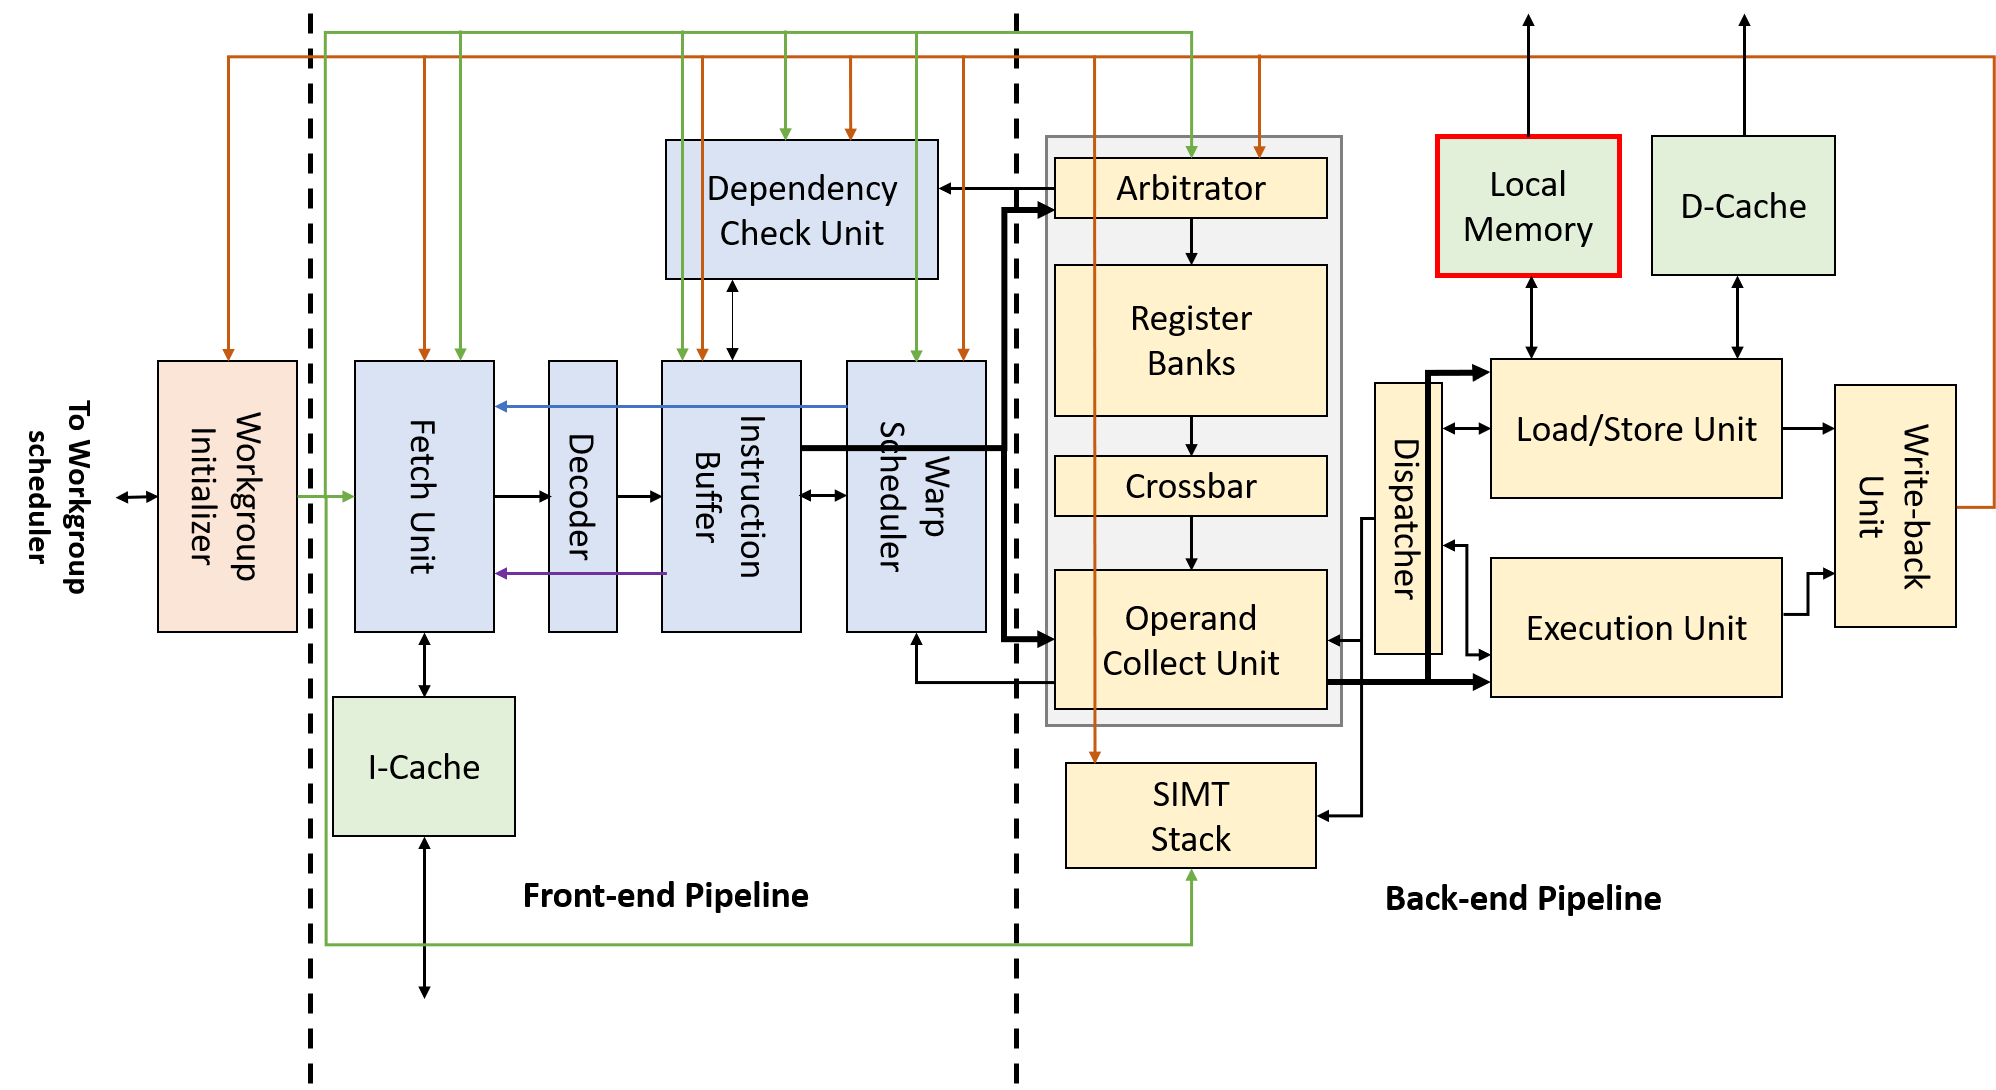 Dependency
Check Unit
Arbitrator
Local
Memory
D-Cache
Register
Banks
To Workgroup
scheduler
Workgroup
Initializer
Fetch Unit
Decoder
Instruction
Buffer
Warp
Scheduler
Crossbar
Dispatcher
Load/Store Unit
Write-back
Unit
Operand
Collect Unit
Execution Unit
I-Cache
SIMT
Stack
Front-end Pipeline
Back-end Pipeline